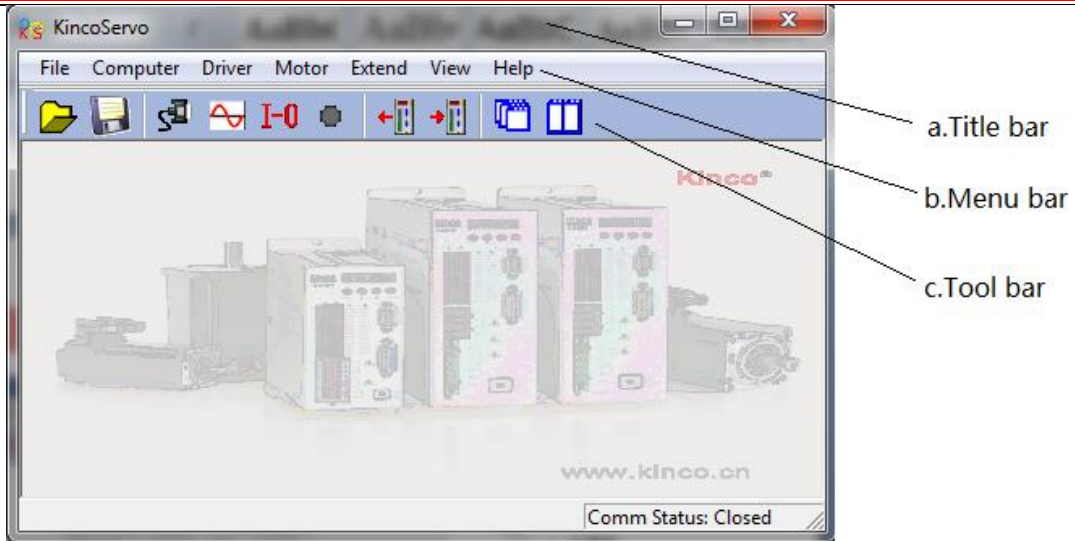 KincoServo
File Computer Driver Motor Extend View Help
I-0
a.Title bar
b.Menu bar
c.Tool bar
Kinco®
www.kinco.cn
Comm Status: Closed